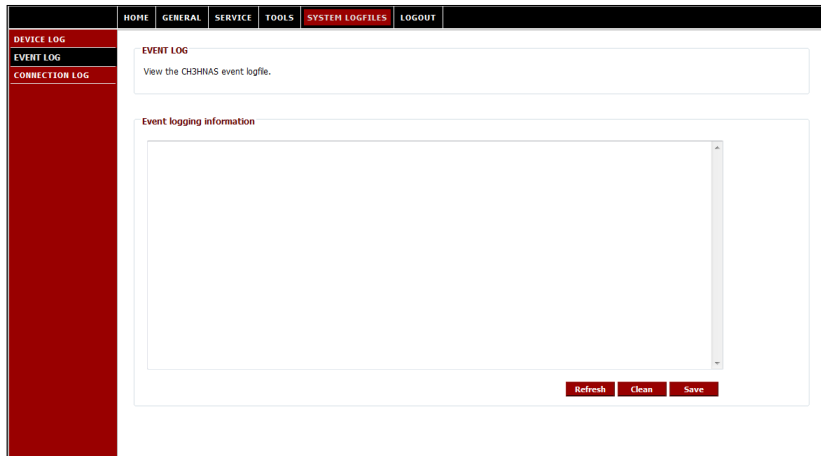 HOME GENERAL SERVICE TOOLS SYSTEM LOGFILES LOGOUT
DEVICE LOG
EVENT LOG
CONNECTION LOG
EVENT LOG
View the CH3HNAS event logfile.
Event logging information
Refresh Clean Save